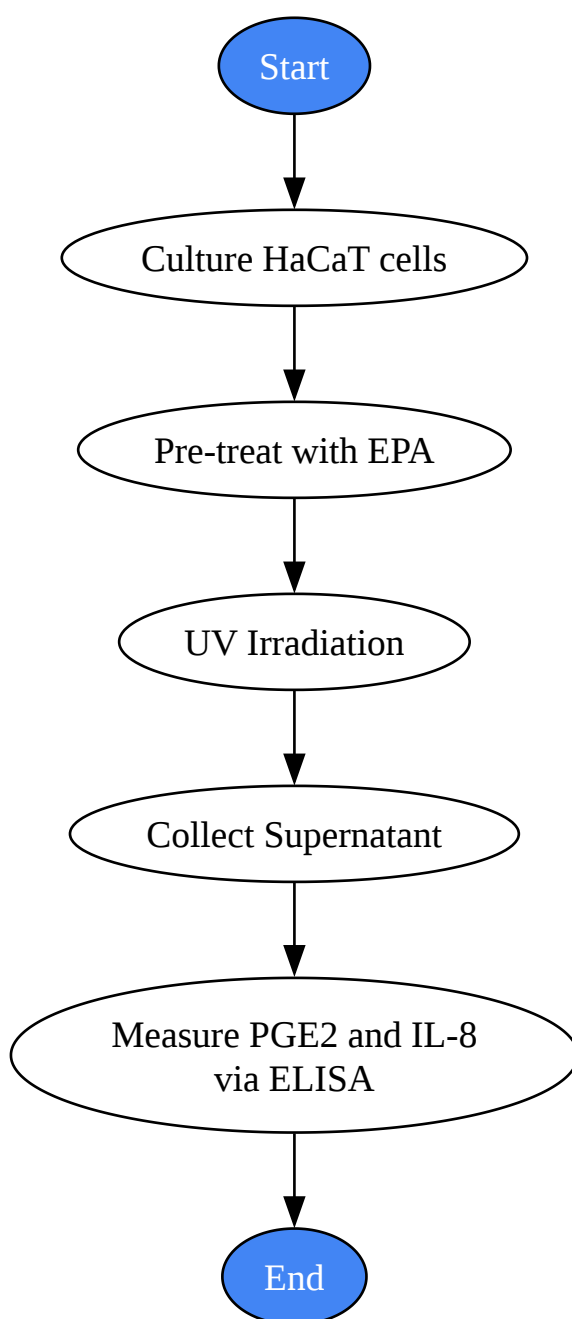 Start
Culture HaCaT cells
Pre-treat with EPA
UV Irradiation
Collect Supernatant
Measure PGE2 and IL-8
via ELISA
End